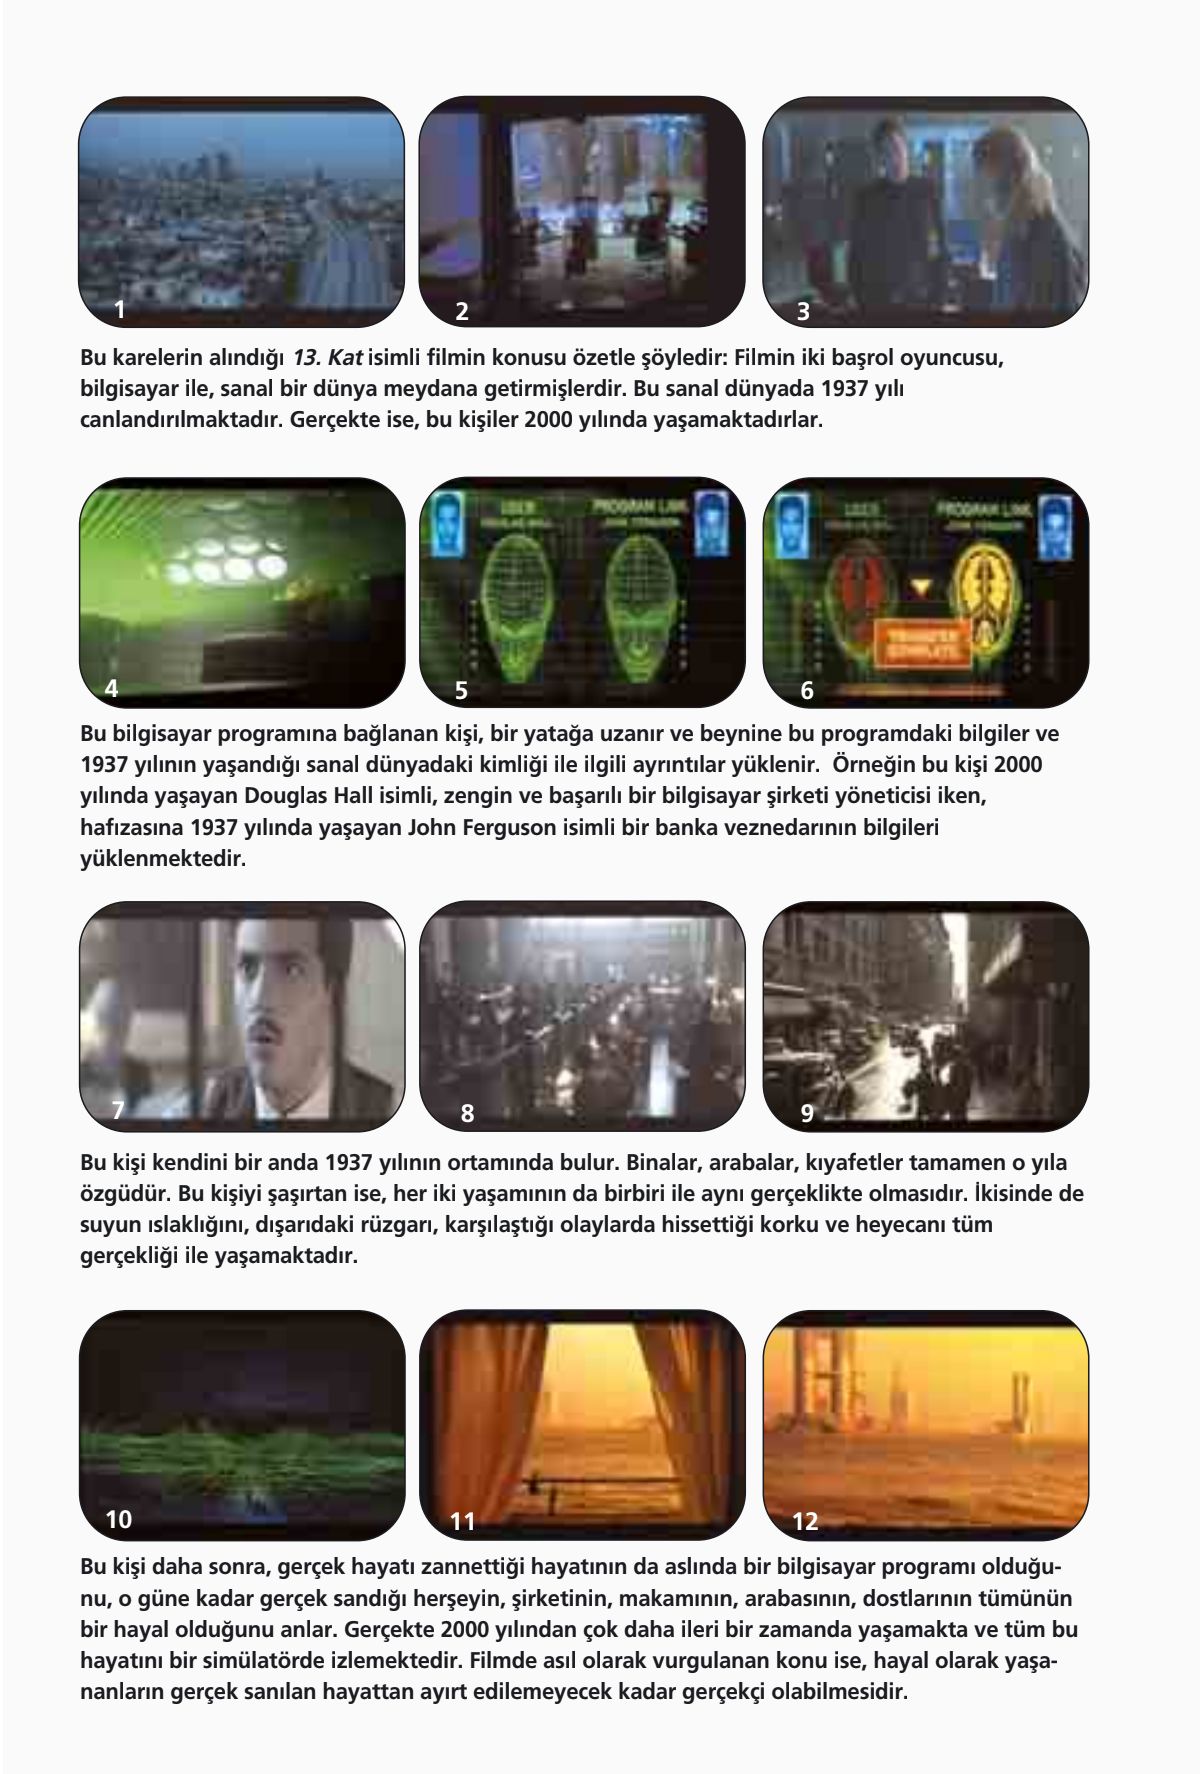 1
2
3
Bu karelerin alındığı 13. Kat isimli filmin konusu özetle şöyledir: Filmin iki başrol oyuncusu,
bilgisayar ile, sanal bir dünya meydana getirmişlerdir. Bu sanal dünyada 1937 yılı
canlandırılmaktadır. Gerçekte ise, bu kişiler 2000 yılında yaşamaktadırlar.
4
USER
PROGRAM LINK
JOHN FERGUSON
5
USER
PROGRAM LINK
JOHN FERGUSON
TRANSFER
COMPLETE
6
Bu bilgisayar programına bağlanan kişi, bir yatağa uzanır ve beynine bu programdaki bilgiler ve
1937 yılının yaşandığı sanal dünyadaki kimliği ile ilgili ayrıntılar yüklenir.  Örneğin bu kişi 2000
yılında yaşayan Douglas Hall isimli, zengin ve başarılı bir bilgisayar şirketi yöneticisi iken,
hafızasına 1937 yılında yaşayan John Ferguson isimli bir banka veznedarının bilgileri
yüklenmektedir.
7
8
9
Bu kişi kendini bir anda 1937 yılının ortamında bulur. Binalar, arabalar, kıyafetler tamamen o yıla
özgüdür. Bu kişiyi şaşırtan ise, her iki yaşamının da birbiri ile aynı gerçeklikte olmasıdır. İkisinde de
suyun ıslaklığını, dışarıdaki rüzgarı, karşılaştığı olaylarda hissettiği korku ve heyecanı tüm
gerçekliği ile yaşamaktadır.
10
11
12
Bu kişi daha sonra, gerçek hayatı zannettiği hayatının da aslında bir bilgisayar programı olduğu-
nu, o güne kadar gerçek sandığı herşeyin, şirketinin, makamının, arabasının, dostlarının tümünün
bir hayal olduğunu anlar. Gerçekte 2000 yılından çok daha ileri bir zamanda yaşamakta ve tüm bu
hayatını bir simülatörde izlemektedir. Filmde asıl olarak vurgulanan konu ise, hayal olarak yaşa-
nanların gerçek sanılan hayattan ayırt edilemeyecek kadar gerçekçi olabilmesidir.